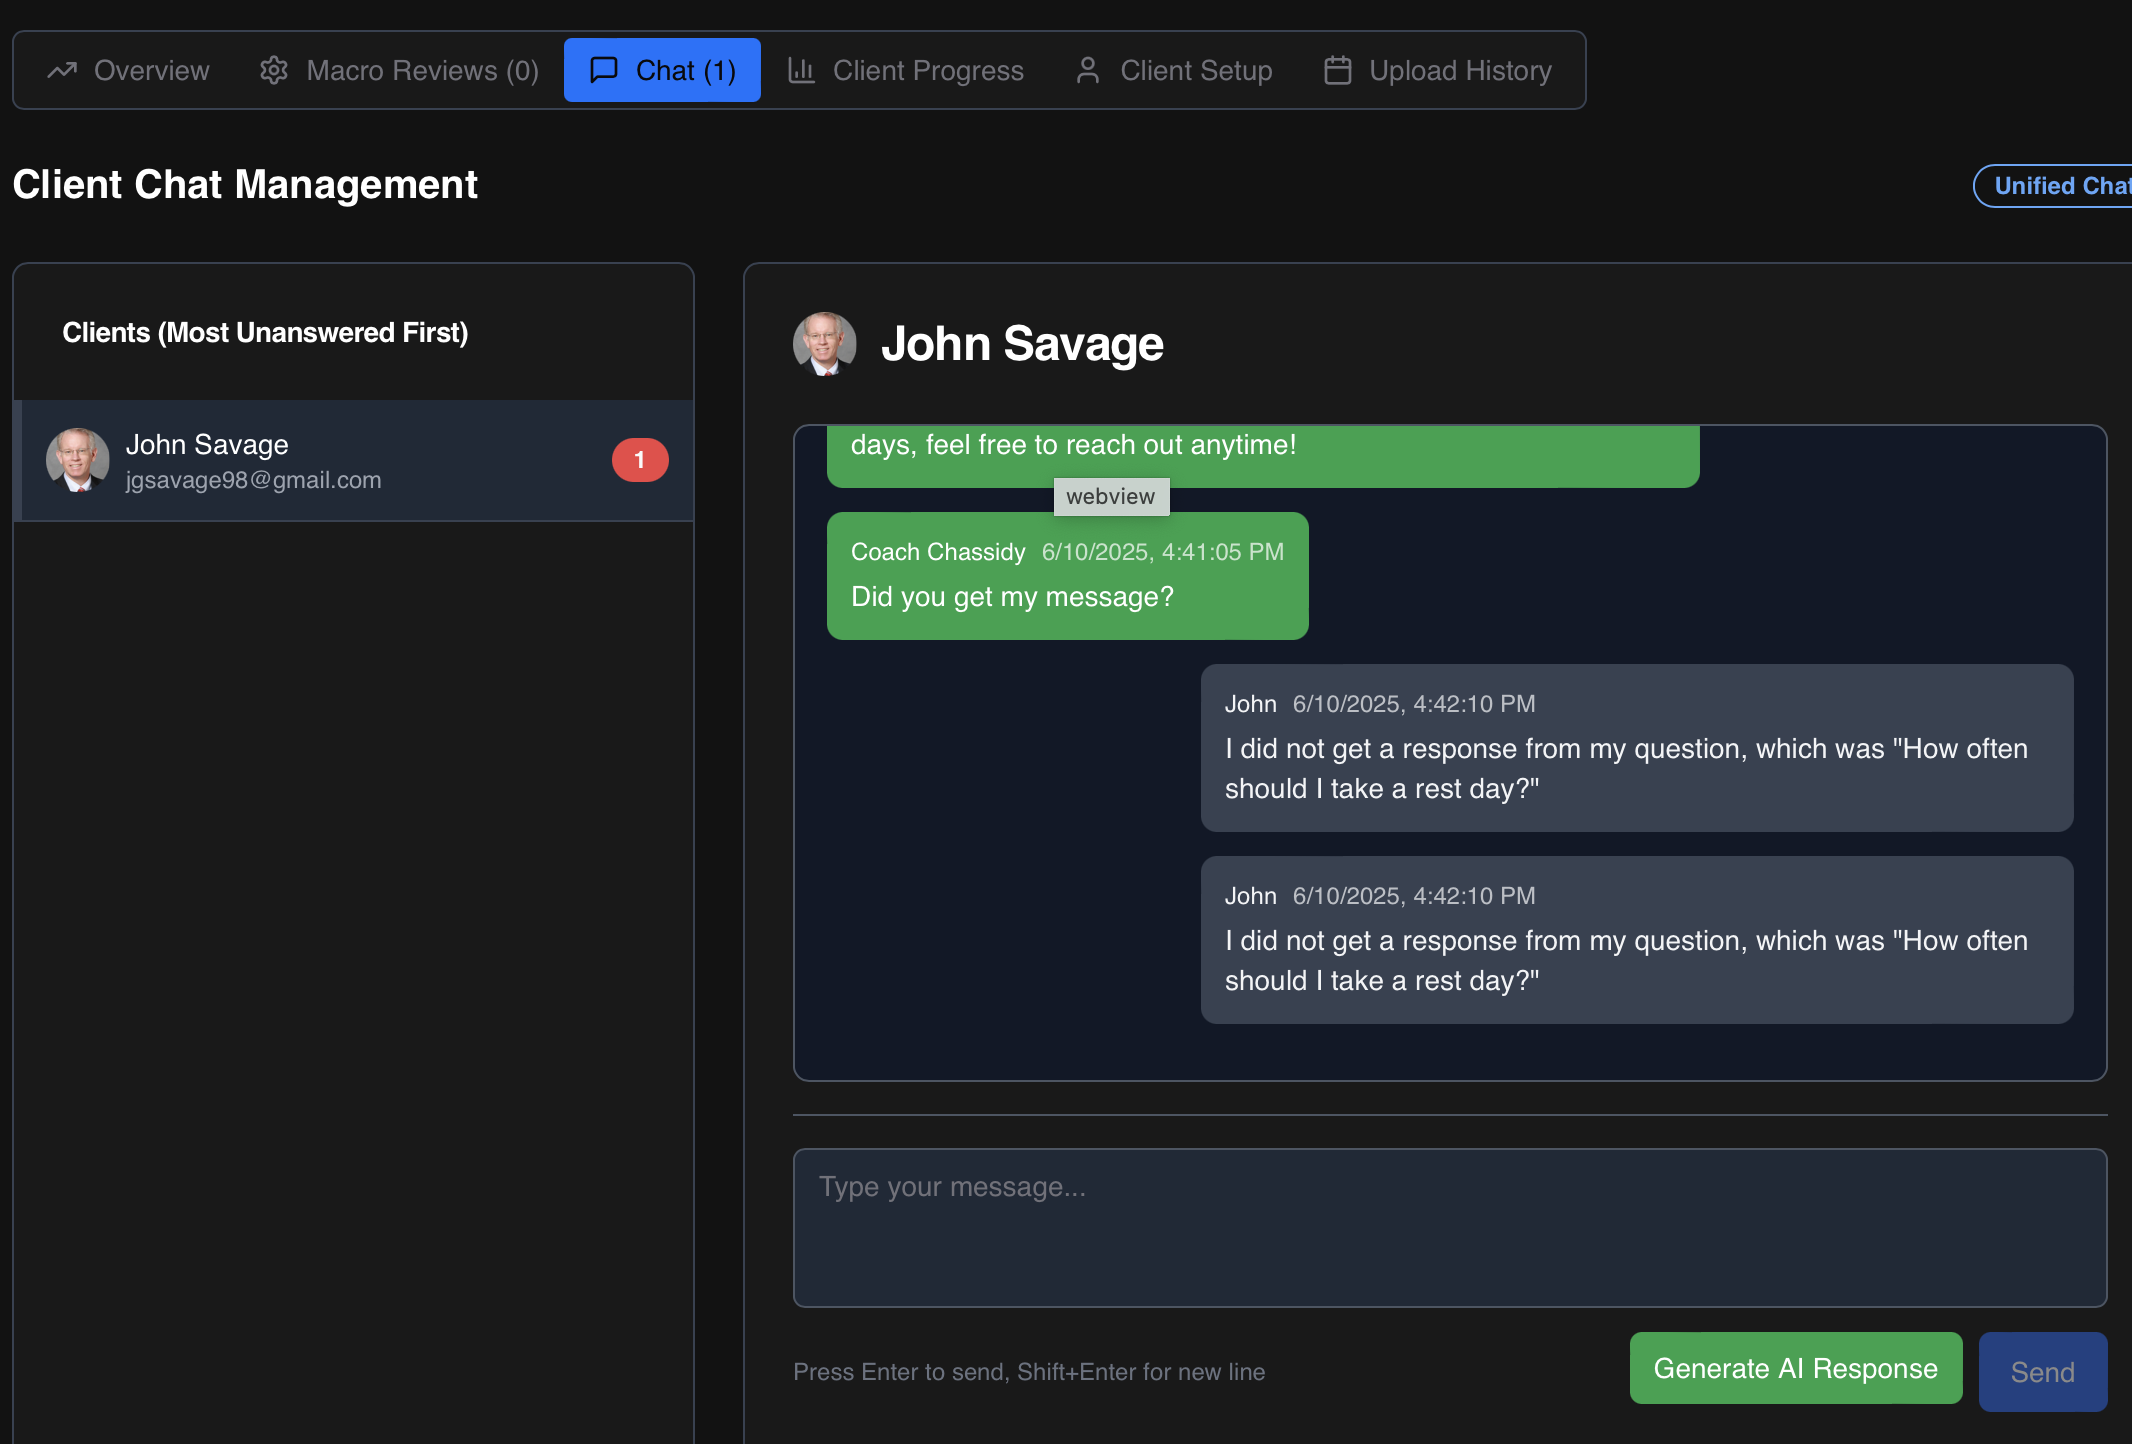 Overview
Macro Reviews (0)
Chat (1)
Client Progress
Client Setup
Upload History
Client Chat Management
Unified Chat
Clients (Most Unanswered First)
John Savage
jgsavage98@gmail.com
1
John Savage
days, feel free to reach out anytime!
webview
Coach Chassidy 6/10/2025, 4:41:05 PM
Did you get my message?
John 6/10/2025, 4:42:10 PM
I did not get a response from my question, which was "How often
should I take a rest day?"
John 6/10/2025, 4:42:10 PM
I did not get a response from my question, which was "How often
should I take a rest day?"
Type your message...
Press Enter to send, Shift+Enter for new line
Generate AI Response
Send